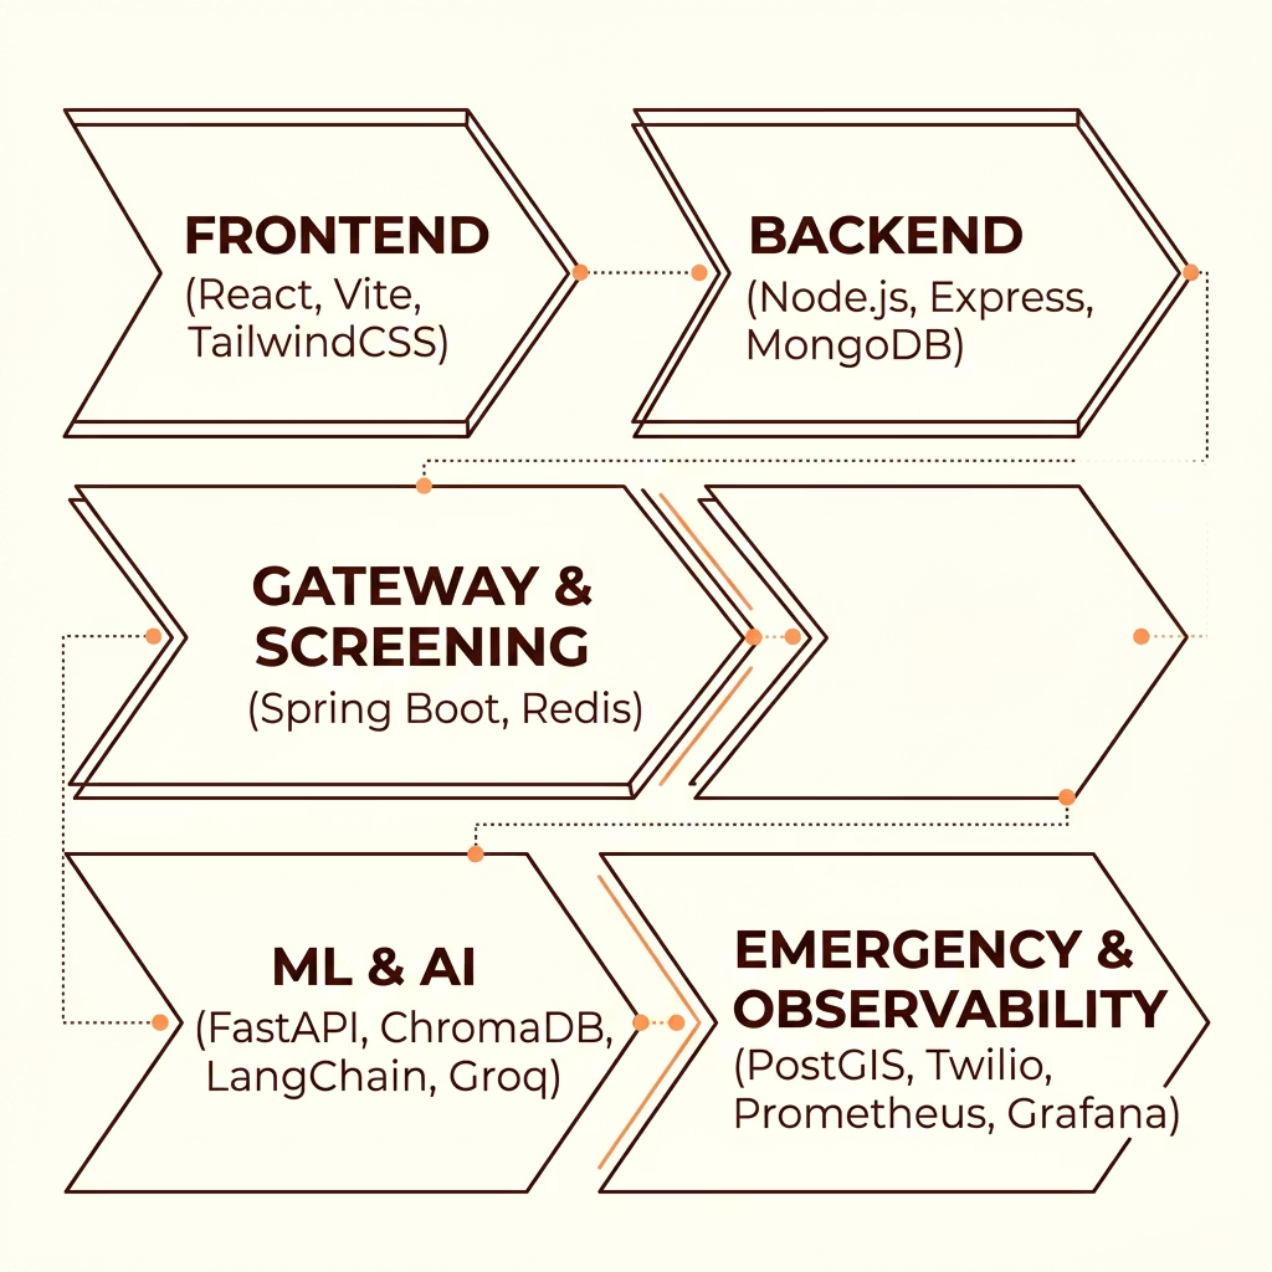 FRONTEND
(React, Vite,
TailwindCSS)
BACKEND
(Node.js, Express,
MongoDB)
GATEWAY &
SCREENING
(Spring Boot, Redis)
ML & AI
(FastAPI, ChromaDB,
LangChain, Groq)
EMERGENCY &
OBSERVABILITY
(PostGIS, Twilio,
Prometheus, Grafana)